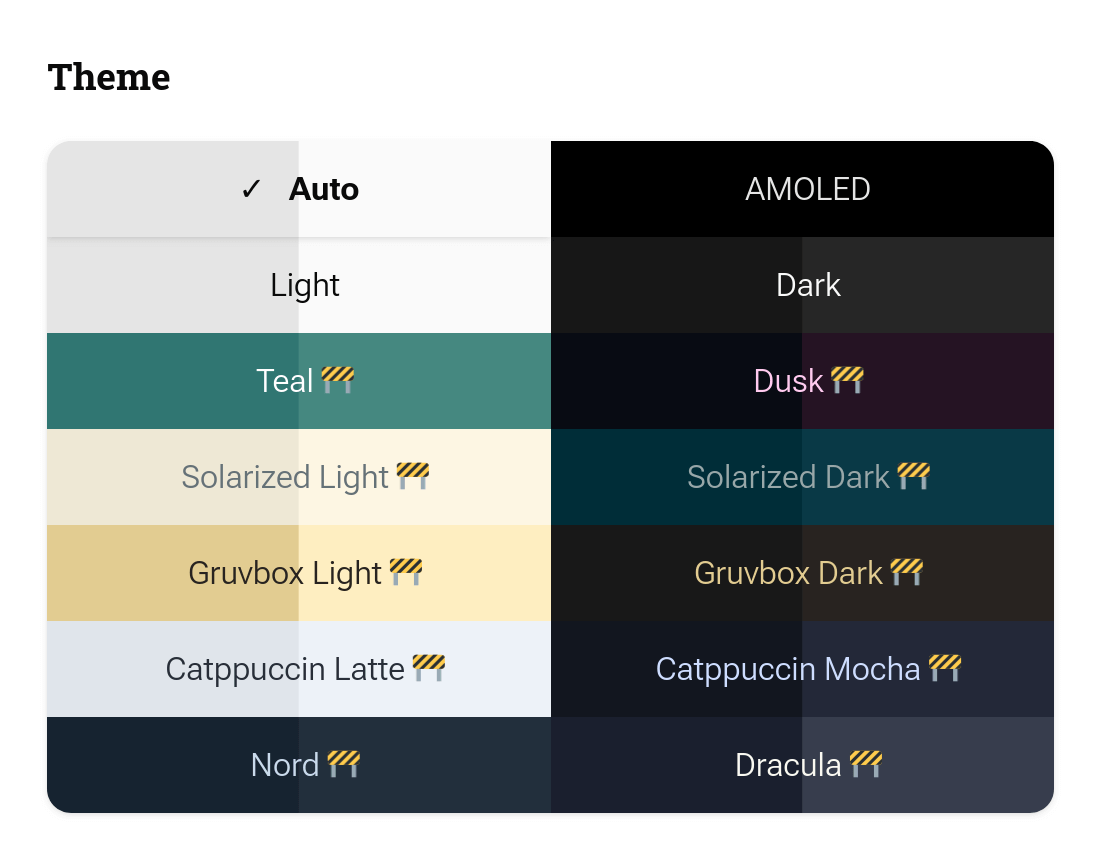 Theme
✓ Auto
AMOLED
Light
Dark
Teal 🚧
Dusk 🚧
Solarized Light 🚧
Solarized Dark 🚧
Gruvbox Light 🚧
Gruvbox Dark 🚧
Catppuccin Latte 🚧
Catppuccin Mocha 🚧
Nord 🚧
Dracula 🚧